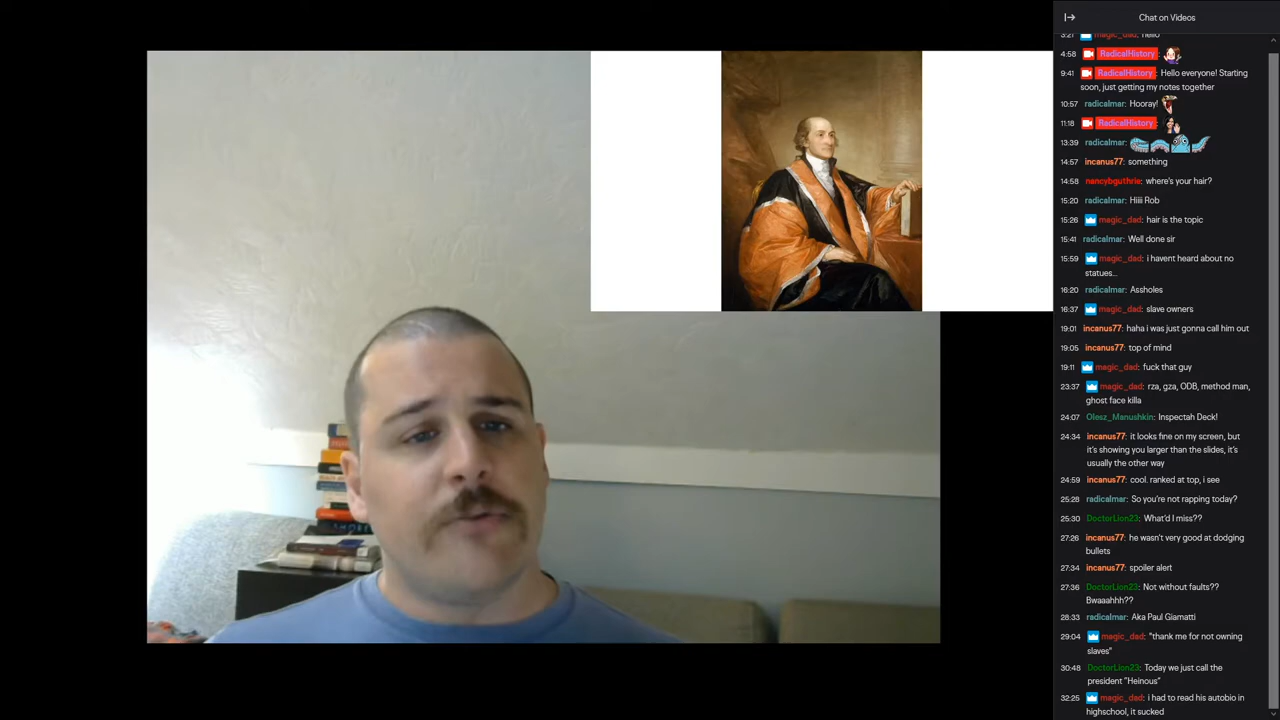 Chat on Videos
3:21 magic_dad: hello
4:58 RadicalHistory:
9:41 RadicalHistory: Hello everyone! Starting
soon, just getting my notes together
10:57 radicalmar: Hooray!
11:18 RadicalHistory:
13:39 radicalmar:
14:57 incanus77: something
14:58 nancybguthrie: where's your hair?
15:20 radicalmar: Hiiii Rob
15:26 magic_dad: hair is the topic
15:41 radicalmar: Well done sir
15:59 magic_dad: i havent heard about no
statues...
16:20 radicalmar: Assholes
16:37 magic_dad: slave owners
19:01 incanus77: haha i was just gonna call him out
19:05 incanus77: top of mind
19:11 magic_dad: fuck that guy
23:37 magic_dad: rza, gza, ODB, method man,
ghost face killa
24:07 Olesz_Manushkin: Inspectah Deck!
24:34 incanus77: it looks fine on my screen, but
it's showing you larger than the slides, it's
usually the other way
24:59 incanus77: cool. ranked at top, i see
25:28 radicalmar: So you're not rapping today?
25:30 DoctorLion23: What'd I miss??
27:26 incanus77: he wasn't very good at dodging
bullets
27:34 incanus77: spoiler alert
27:36 DoctorLion23: Not without faults??
Bwaaahhh??
28:33 radicalmar: Aka Paul Giamatti
29:04 magic_dad: "thank me for not owning
slaves"
30:48 DoctorLion23: Today we just call the
president "Heinous"
32:25 magic_dad: i had to read his autobio in
highschool, it sucked